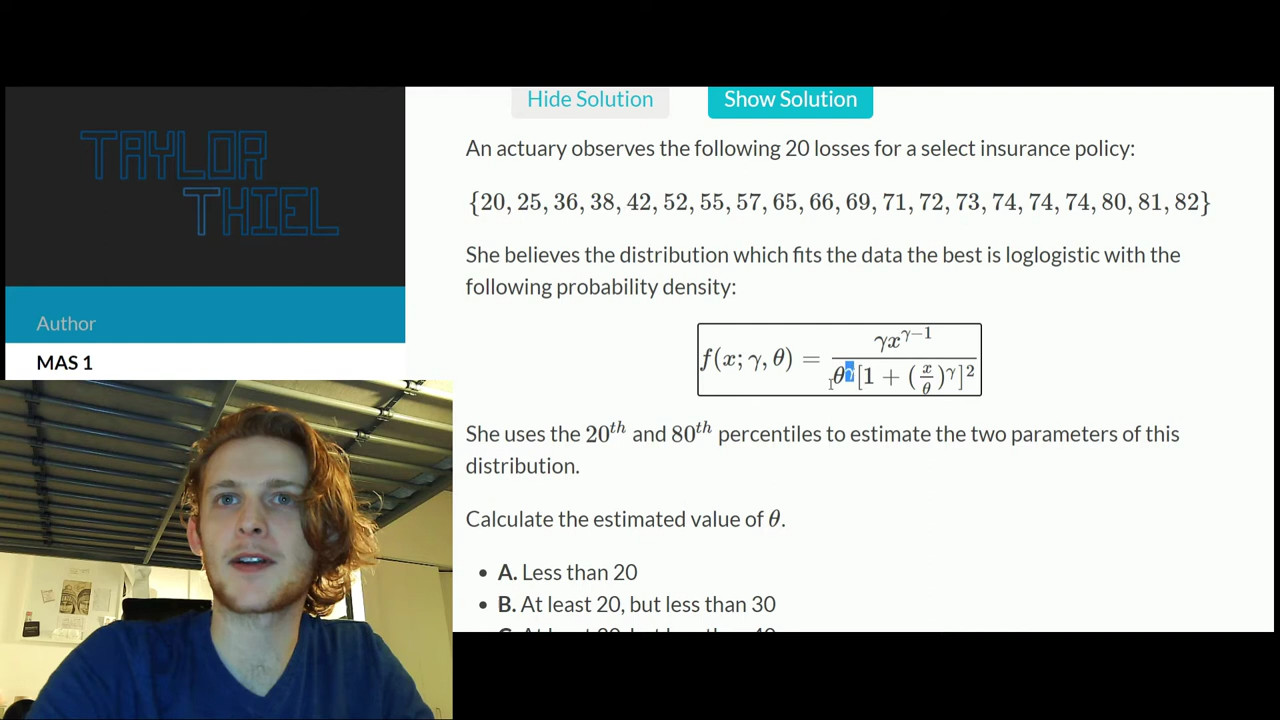 TAYLOR
THIEL
Author
MAS 1
Hide Solution
Show Solution
An actuary observes the following 20 losses for a select insurance policy:
{20, 25, 36, 38, 42, 52, 55, 57, 65, 66, 69, 71, 72, 73, 74, 74, 74, 80, 81, 82}
She believes the distribution which fits the data the best is loglogistic with the
following probability density:
f(x; γ, θ) = γx^{γ−1} / θ^γ[1 + (x/θ)^γ]^2
She uses the 20^{th} and 80^{th} percentiles to estimate the two parameters of this
distribution.
Calculate the estimated value of θ.
• A. Less than 20
• B. At least 20, but less than 30